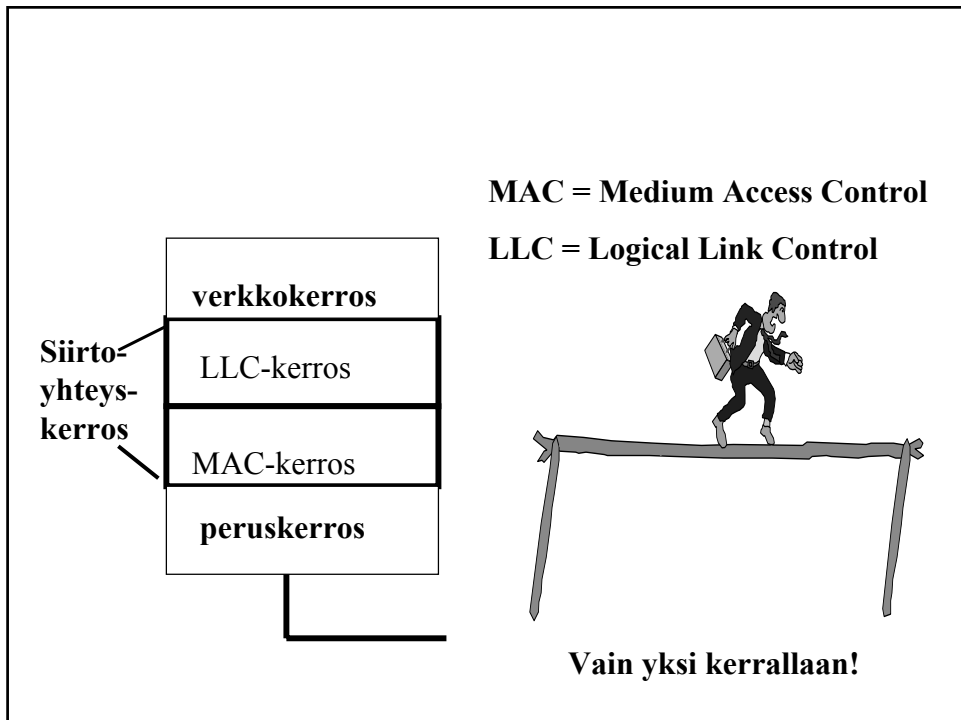 MAC = Medium Access Control
LLC = Logical Link Control
verkkokerros
Siirto-
yhteys-
kerros
LLC-kerros
MAC-kerros
peruskerros
Vain yksi kerrallaan!